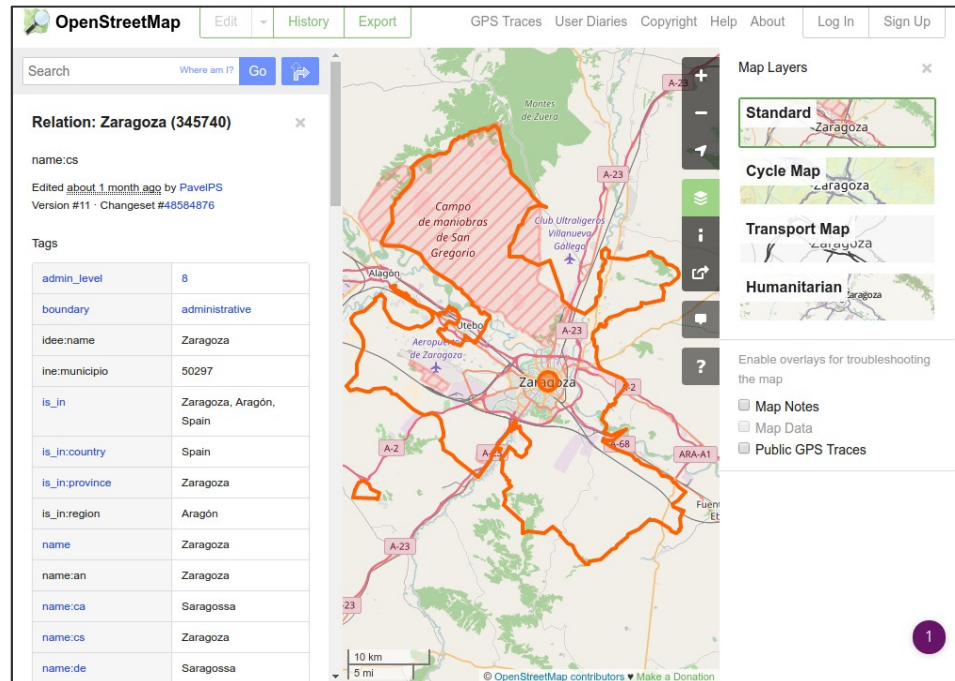 OpenStreetMap
Edit
History
Export
GPS Traces
User Diaries
Copyright
Help
About
Log In
Sign Up
Search
Where am I?
Go
Relation: Zaragoza (345740)
×
name:cs
Edited about 1 month ago by PavelPS
Version #11 · Changeset #48584876
Tags
admin_level 8
boundary administrative
idee:name Zaragoza
ine:municipio 50297
is_in Zaragoza, Aragón,
Spain
is_in:country Spain
is_in:province Zaragoza
is_in:region Aragón
name Zaragoza
name:an Zaragoza
name:ca Saragossa
name:cs Zaragoza
name:de Saragossa
Montes
de Zuera
A-23
A-23
Campo
de maniobras
de San
Gregorio
Club Ultraligeros
Villanueva
Gállego
Alagón
Utebo
A-23
Aeropuerto
de Zaragoza
Zaragoza
A-2
A-2
A-68
ARA-A1
A-23
23
10 km
5 mi
© OpenStreetMap contributors ♥ Make a Donation
+
−
i
?
Map Layers
×
Standard
Zaragoza
Cycle Map
Zaragoza
Transport Map
Zaragoza
Humanitarian
Zaragoza
Enable overlays for troubleshooting
the map
Map Notes
Map Data
Public GPS Traces
1